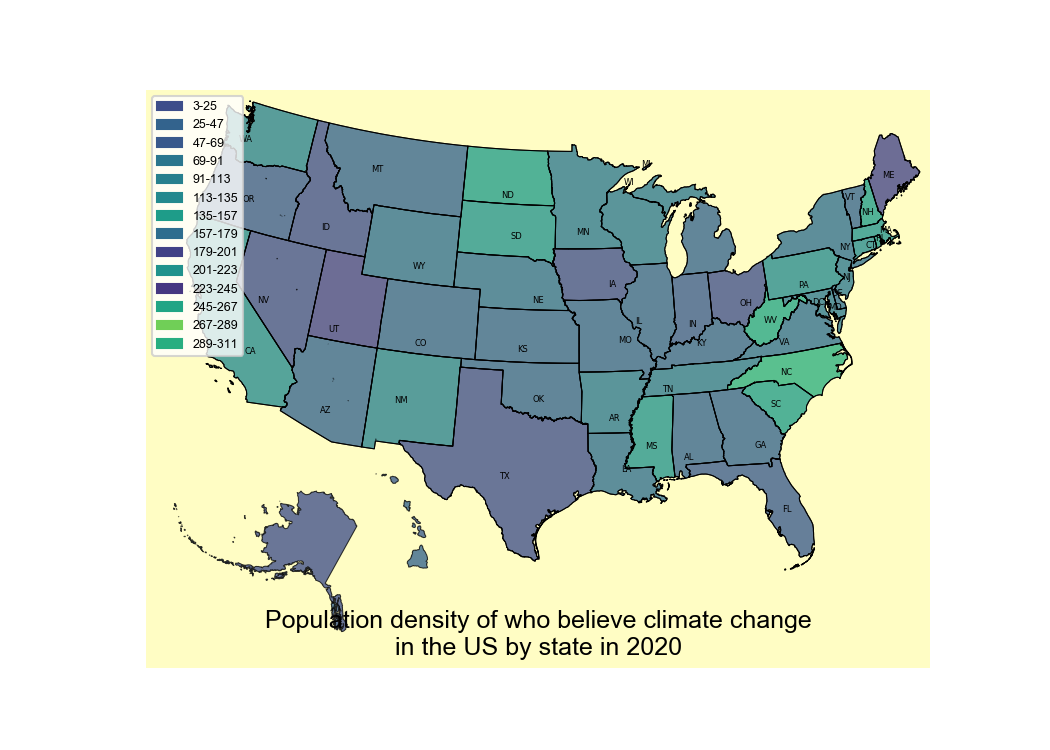 3-25
25-47
47-69
69-91
91-113
113-135
135-157
157-179
179-201
201-223
223-245
245-267
267-289
289-311
WA
OR
CA
NV
ID
MT
WY
UT
CO
AZ
NM
ND
SD
NE
KS
OK
TX
MN
IA
MO
AR
LA
WI
MI
IL
IN
OH
KY
TN
MS
AL
GA
FL
SC
NC
VA
WV
PA
NY
NJ
DC
MD
DE
VT
NH
ME
MA
CT
RI
Population density of who believe climate change
in the US by state in 2020